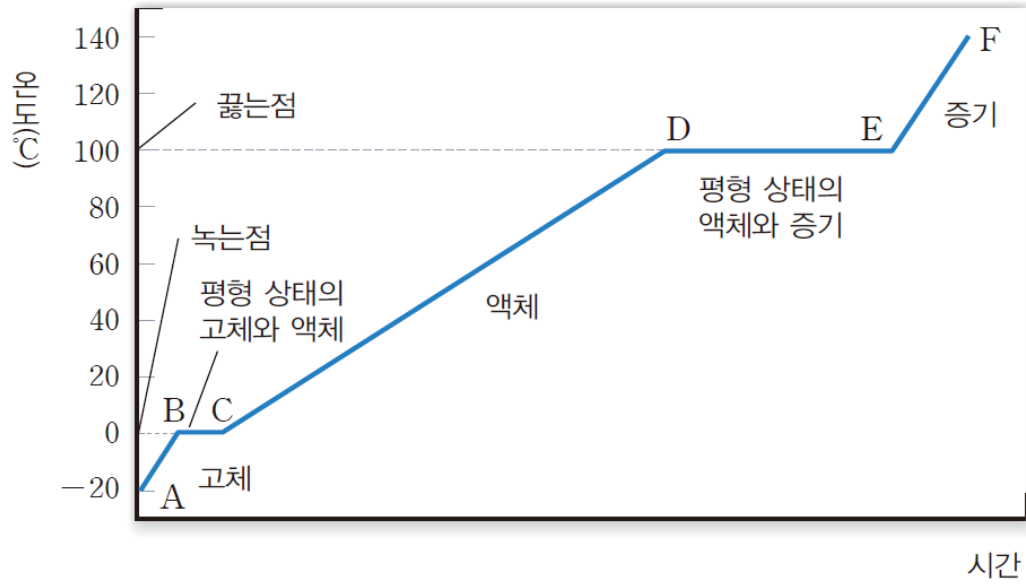 온도(℃)
140
120
100
80
60
40
20
0
－20
끓는점
녹는점
평형 상태의
고체와 액체
A
B
C
D
E
F
고체
액체
평형 상태의
액체와 증기
증기
시간